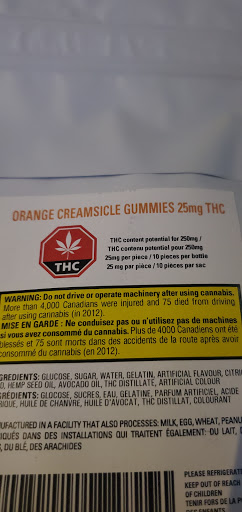 ORANGE CREAMSICLE GUMMIES 25mg THC
THC
THC content potential for 250mg /
THC contenu potentiel pour 250mg
25mg per piece / 10 pieces per bottle
25 mg par pièce / 10 pièces par sac
WARNING: Do not drive or operate machinery after using cannabis.
More than 4,000 Canadians were injured and 75 died from driving
after using cannabis (in 2012).
MISE EN GARDE : Ne conduisez pas ou n'utilisez pas de machines
si vous avez consommé du cannabis. Plus de 4000 Canadiens ont été
blessés et 75 sont morts dans des accidents de la route après avoir
consommé du cannabis (en 2012).
GREDIENTS: GLUCOSE, SUGAR, WATER, GELATIN, ARTIFICIAL FLAVOUR, CITRI
D, HEMP SEED OIL, AVOCADO OIL, THC DISTILLATE, ARTIFICIAL COLOUR
GRÉDIENTS: GLUCOSE, SUCRES, EAU, GELATINE, PARFUM ARTIFICIEL, ACIDE
RIQUE, HUILE DE CHANVRE, HUILE D'AVOCAT, THC DISTILLAT, COLOURANT
UFACTURED IN A FACILITY THAT ALSO PROCESSES: MILK, EGG, WHEAT, PEANU
IQUÉS DANS DES INSTALLATIONS QUI TRAITENT ÉGALEMENT: DU LAIT,
S, DU BLÉ, DES ARACHIDES
PLEASE REFRIGERAT
KEEP OUT OF REACH
OF CHILDREN
TENIR FORS DE LA P